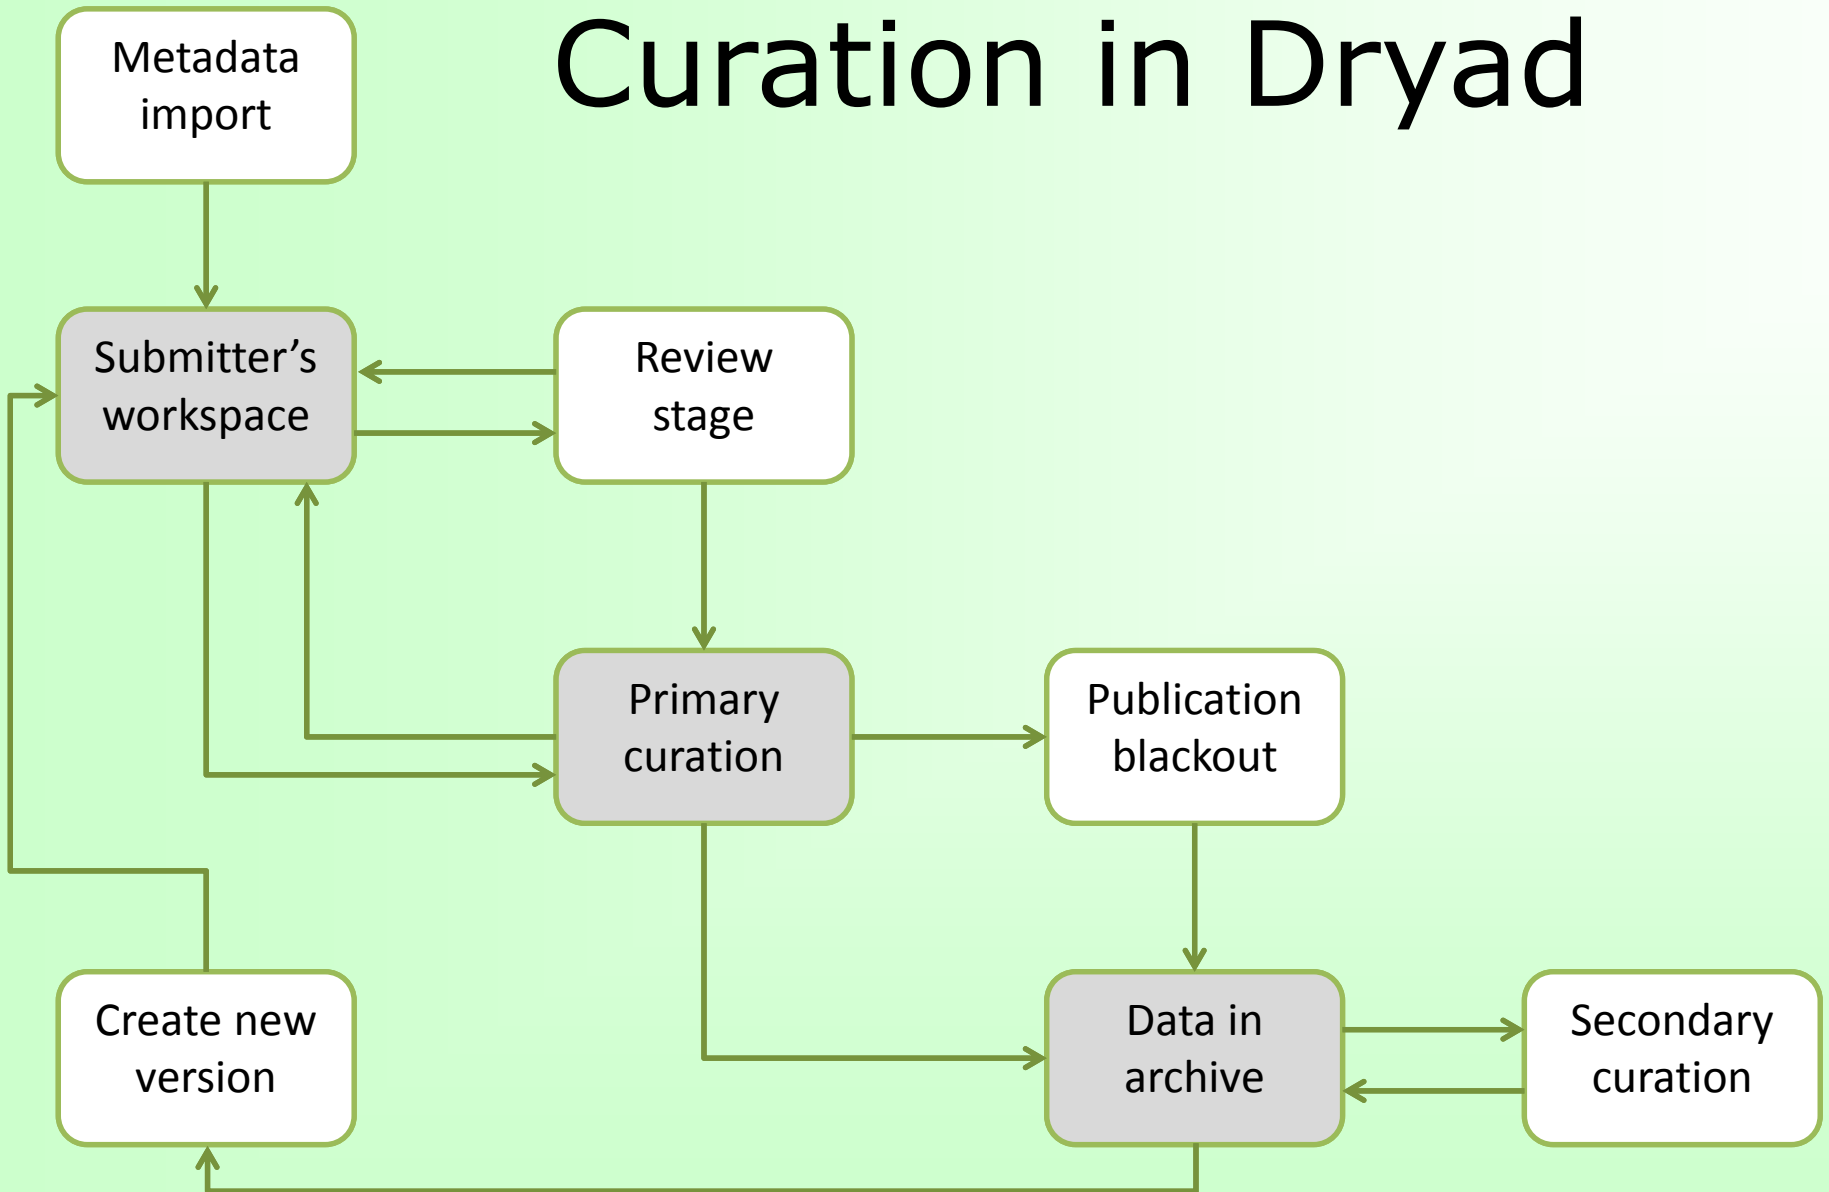 Curation in Dryad
Metadata
import
Submitter’s
workspace
Review
stage
Primary
curation
Publication
blackout
Create new
version
Data in
archive
Secondary
curation